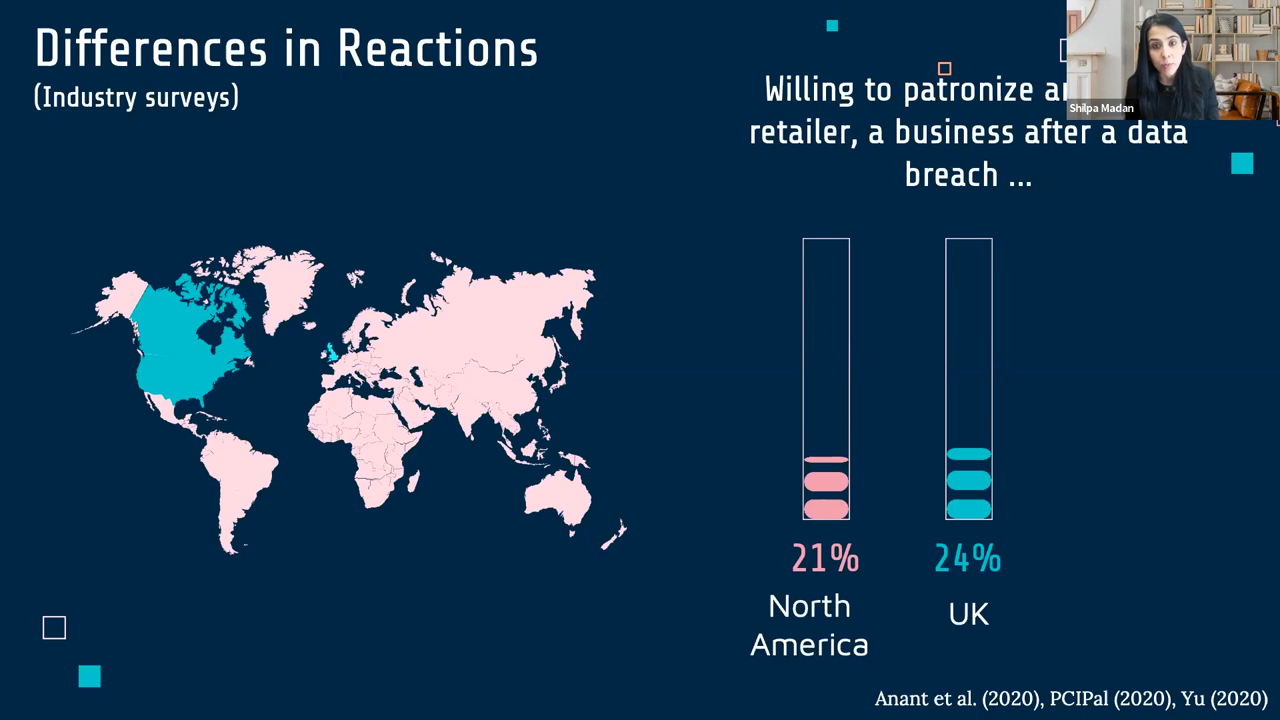 Differences in Reactions
(Industry surveys)
Shilpa Madan
Willing to patronize
retailer, a business after a data
breach ...
21%
24%
North
America
UK
Anant et al. (2020), PCIPal (2020), Yu (2020)